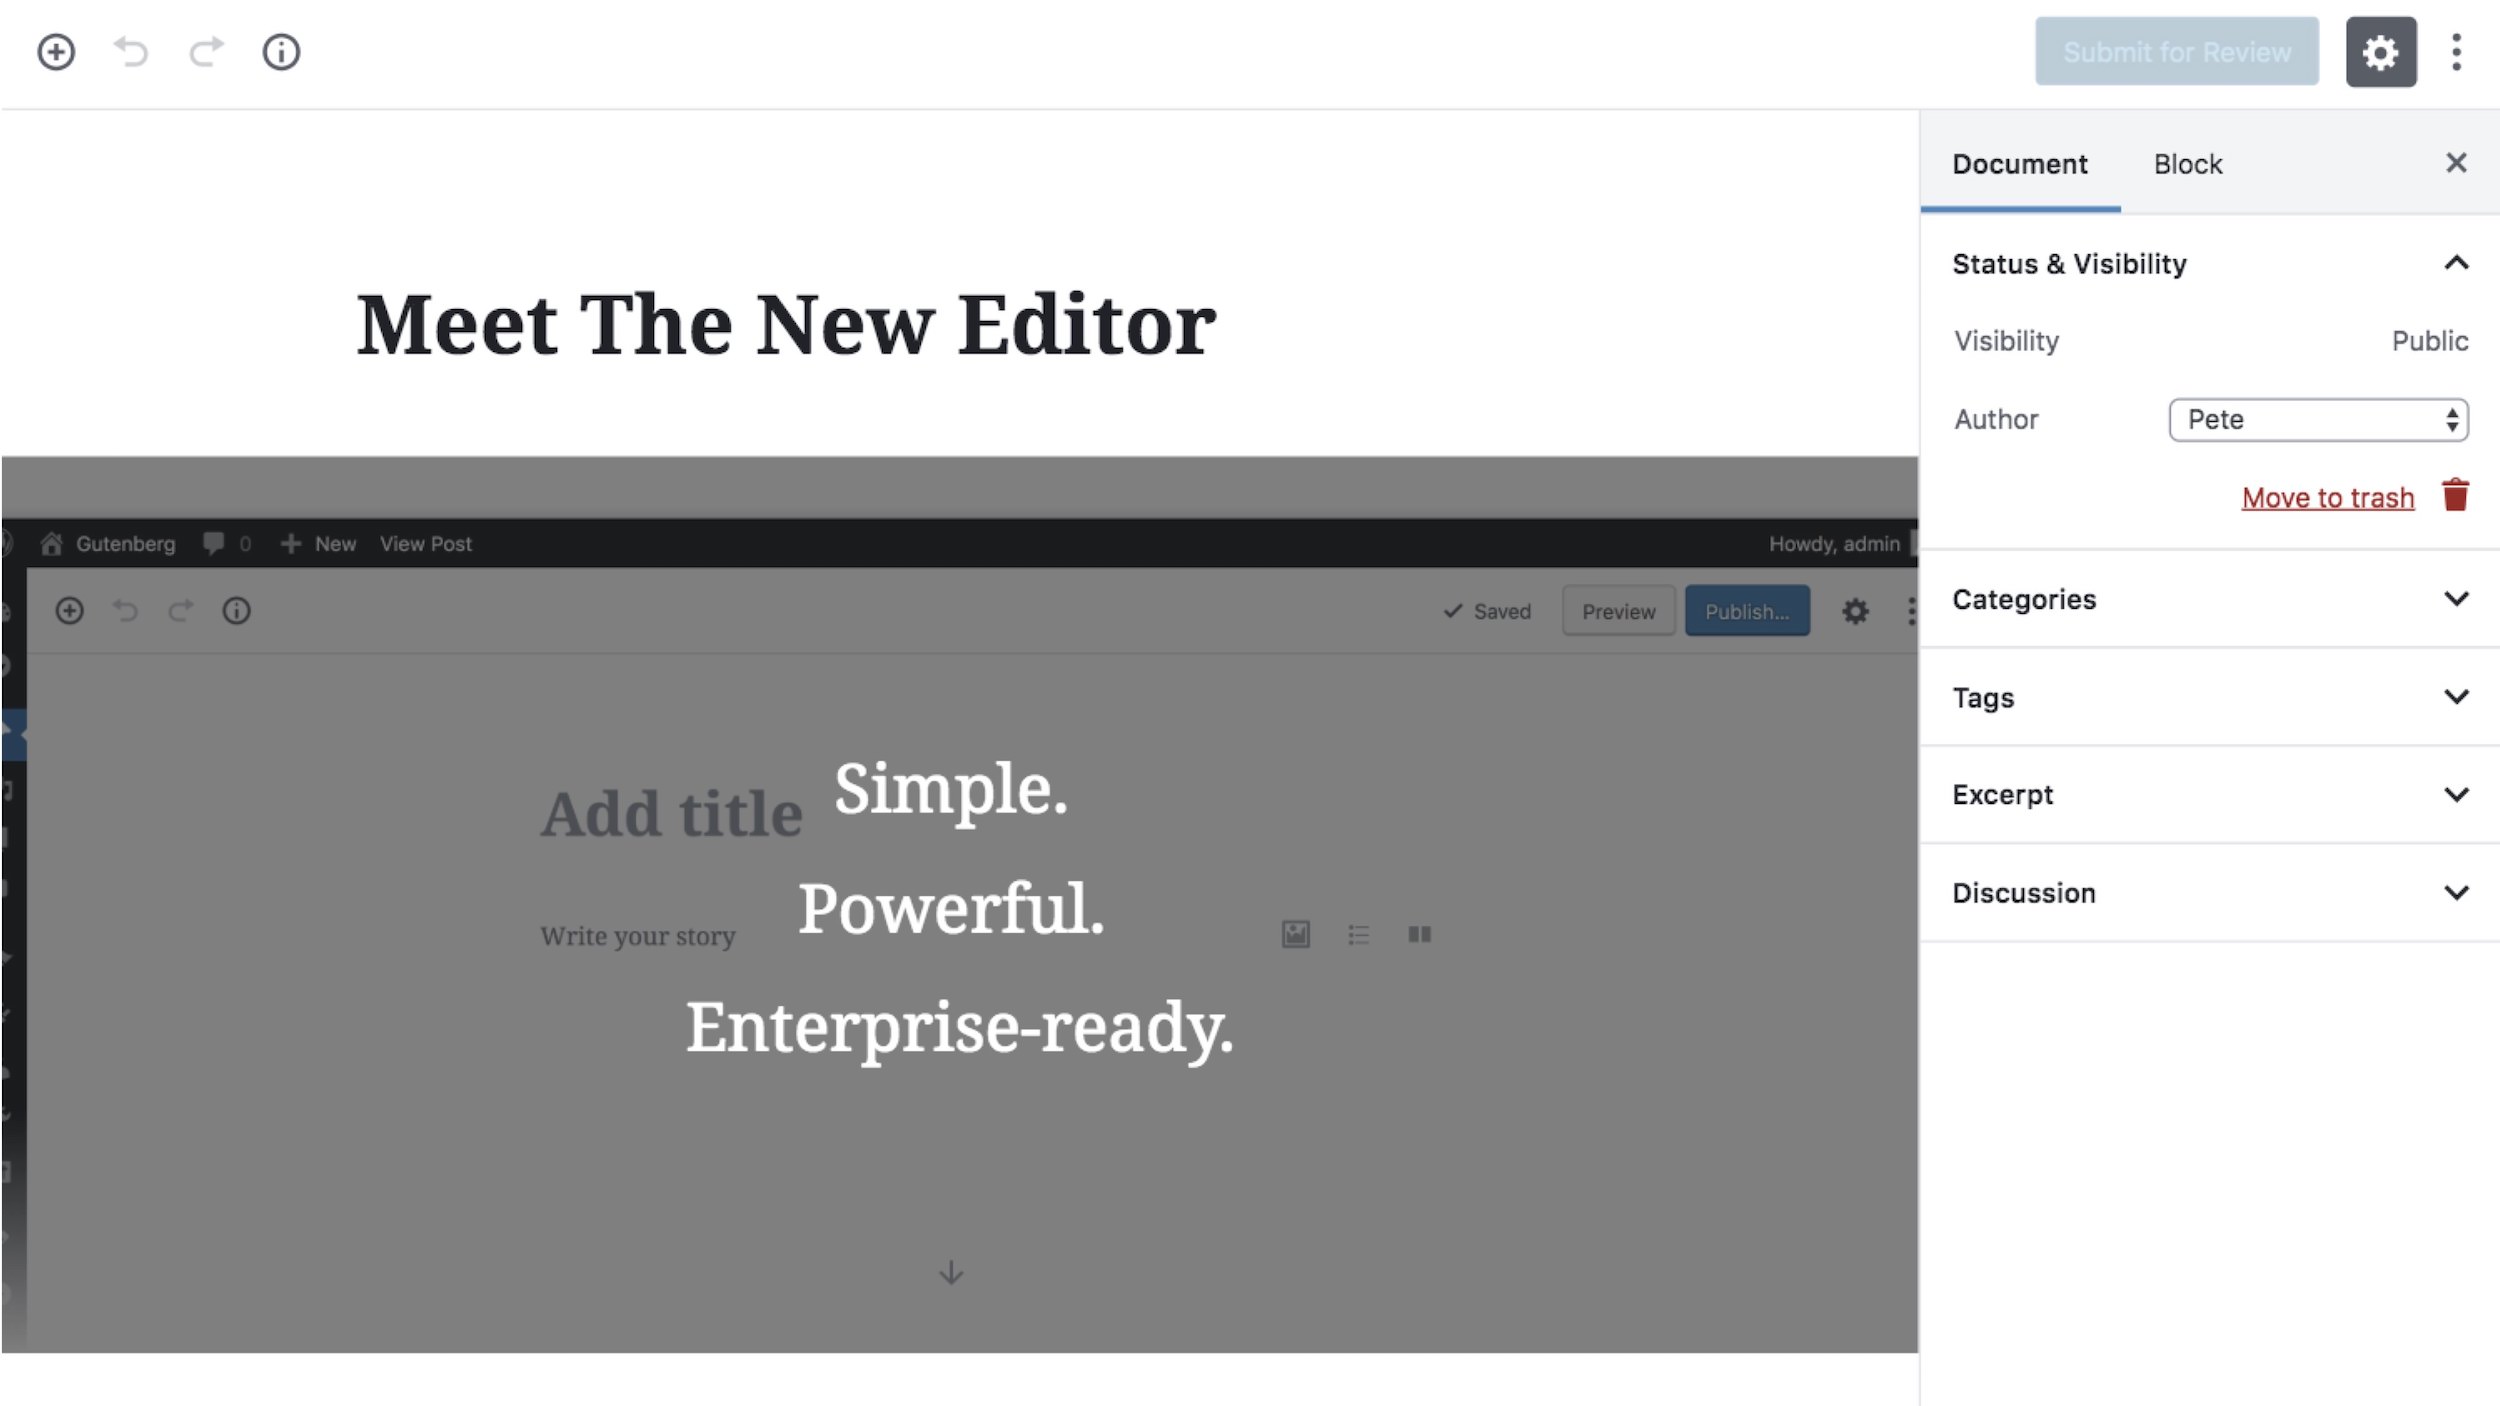 Submit for Review
Document Block
Status & Visibility
Visibility Public
Author Pete
Move to trash
Categories
Tags
Excerpt
Discussion
Meet The New Editor
Gutenberg 0 New View Post Howdy, admin
Saved Preview Publish...
Add title
Write your story
Simple.
Powerful.
Enterprise-ready.